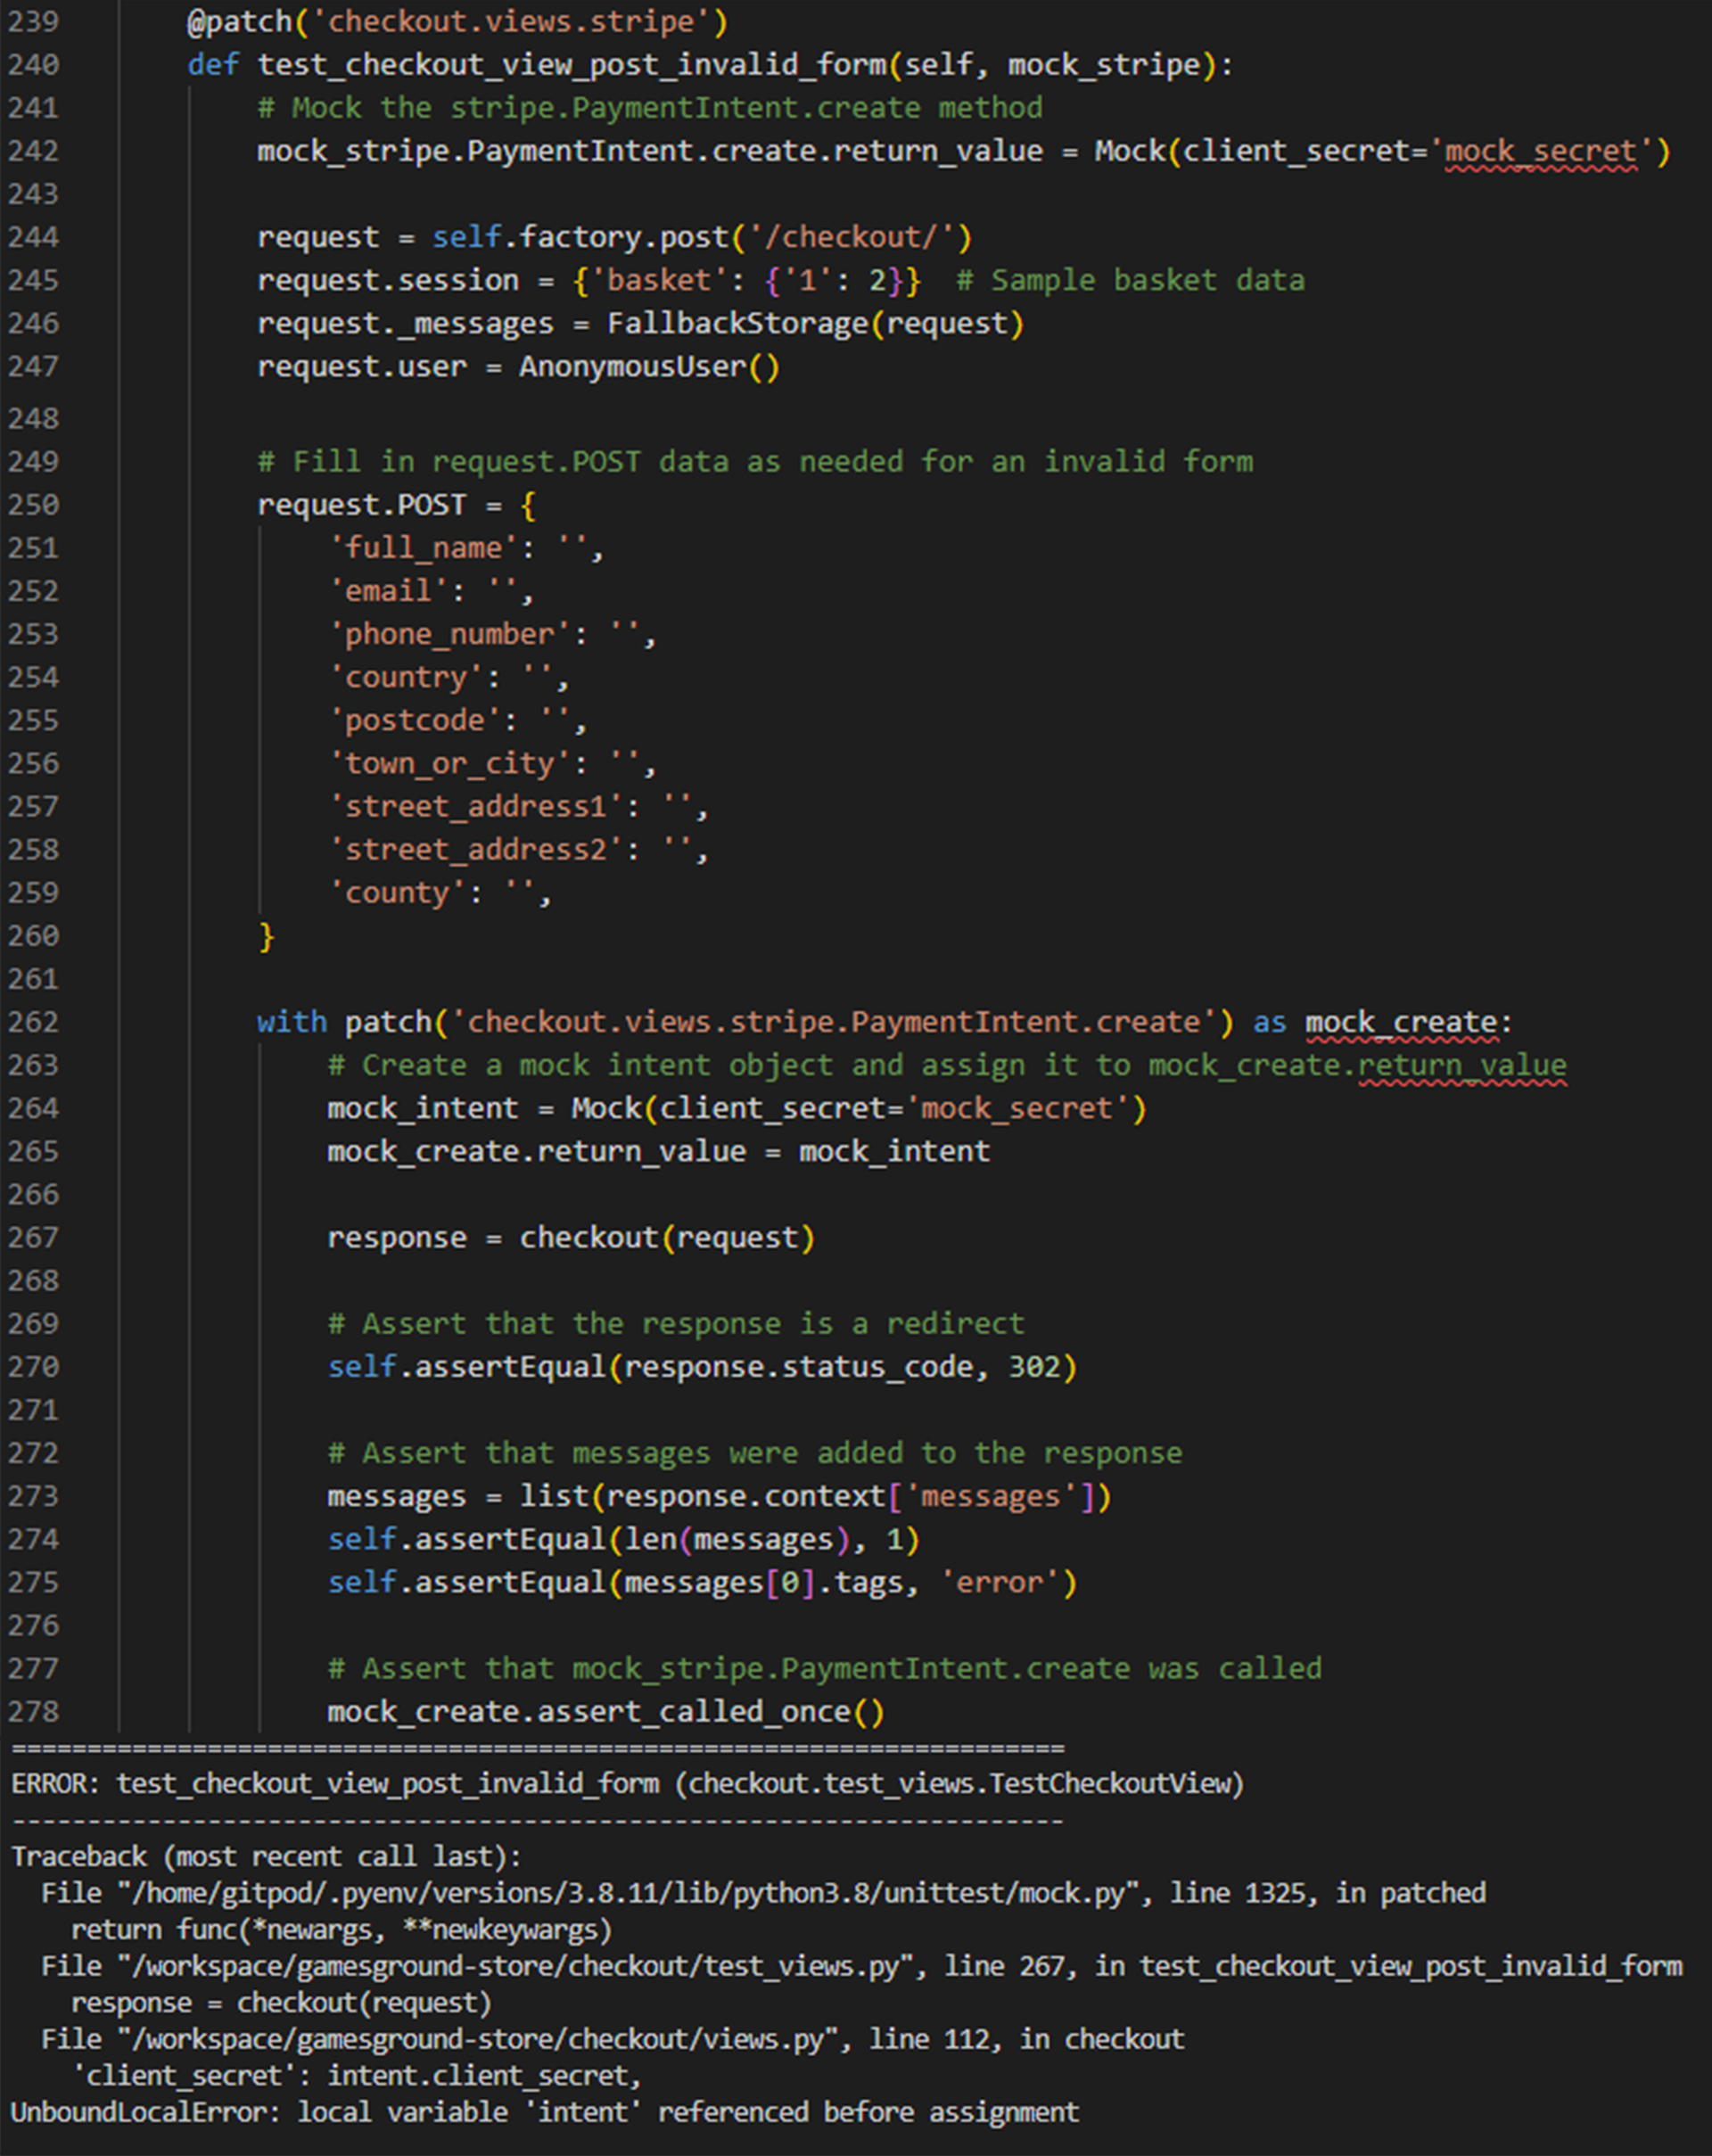 239 @patch('checkout.views.stripe')
240 def test_checkout_view_post_invalid_form(self, mock_stripe):
241 # Mock the stripe.PaymentIntent.create method
242 mock_stripe.PaymentIntent.create.return_value = Mock(client_secret='mock_secret')
243
244 request = self.factory.post('/checkout/')
245 request.session = {'basket': {'1': 2}}  # Sample basket data
246 request._messages = FallbackStorage(request)
247 request.user = AnonymousUser()
248
249 # Fill in request.POST data as needed for an invalid form
250 request.POST = {
251 'full_name': '',
252 'email': '',
253 'phone_number': '',
254 'country': '',
255 'postcode': '',
256 'town_or_city': '',
257 'street_address1': '',
258 'street_address2': '',
259 'county': '',
260 }
261
262 with patch('checkout.views.stripe.PaymentIntent.create') as mock_create:
263 # Create a mock intent object and assign it to mock_create.return_value
264 mock_intent = Mock(client_secret='mock_secret')
265 mock_create.return_value = mock_intent
266
267 response = checkout(request)
268
269 # Assert that the response is a redirect
270 self.assertEqual(response.status_code, 302)
271
272 # Assert that messages were added to the response
273 messages = list(response.context['messages'])
274 self.assertEqual(len(messages), 1)
275 self.assertEqual(messages[0].tags, 'error')
276
277 # Assert that mock_stripe.PaymentIntent.create was called
278 mock_create.assert_called_once()
======================================================================
ERROR: test_checkout_view_post_invalid_form (checkout.test_views.TestCheckoutView)
----------------------------------------------------------------------
Traceback (most recent call last):
File "/home/gitpod/.pyenv/versions/3.8.11/lib/python3.8/unittest/mock.py", line 1325, in patched
return func(*newargs, **newkeywargs)
File "/workspace/gamesground-store/checkout/test_views.py", line 267, in test_checkout_view_post_invalid_form
response = checkout(request)
File "/workspace/gamesground-store/checkout/views.py", line 112, in checkout
'client_secret': intent.client_secret,
UnboundLocalError: local variable 'intent' referenced before assignment